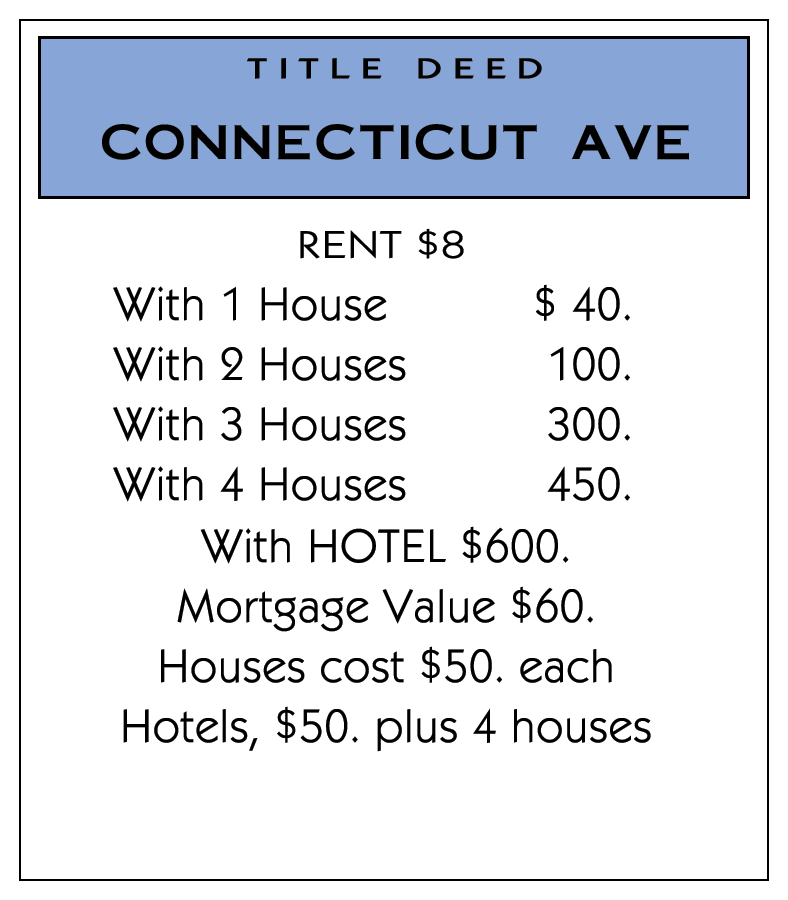 TITLE DEED
CONNECTICUT AVE
RENT $8
With 1 House $ 40.
With 2 Houses 100.
With 3 Houses 300.
With 4 Houses 450.
With HOTEL $600.
Mortgage Value $60.
Houses cost $50. each
Hotels, $50. plus 4 houses